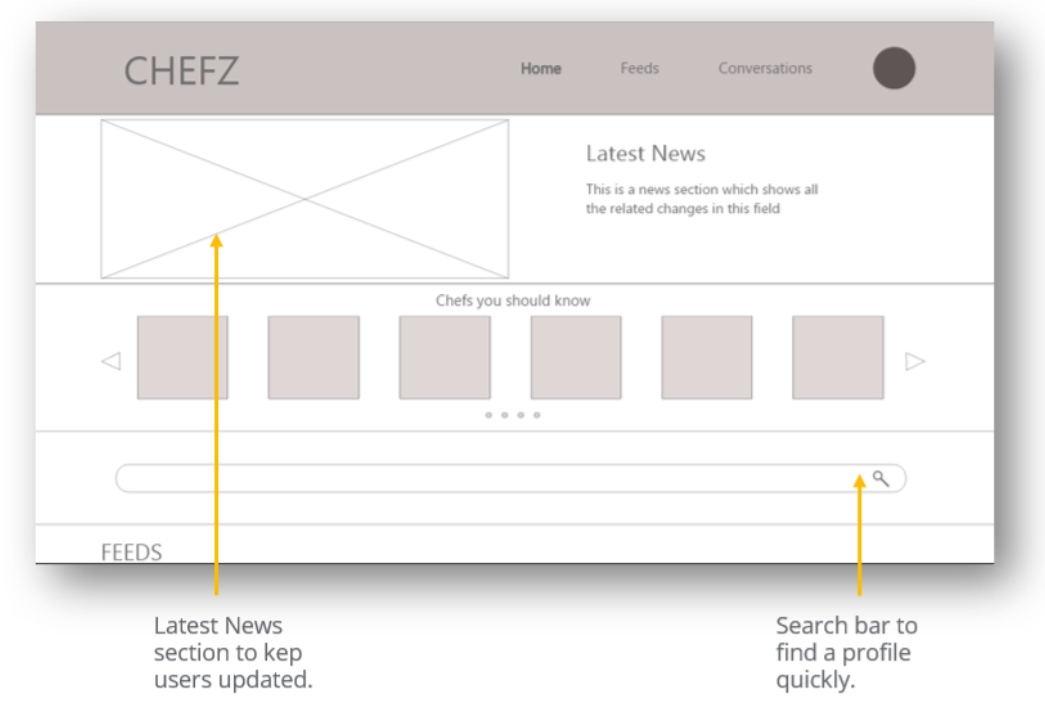 CHEFZ
Home Feeds Conversations
Latest News
This is a news section which shows all
the related changes in this field
Chefs you should know
FEEDS
Latest News
section to kep
users updated.
Search bar to
find a profile
quickly.